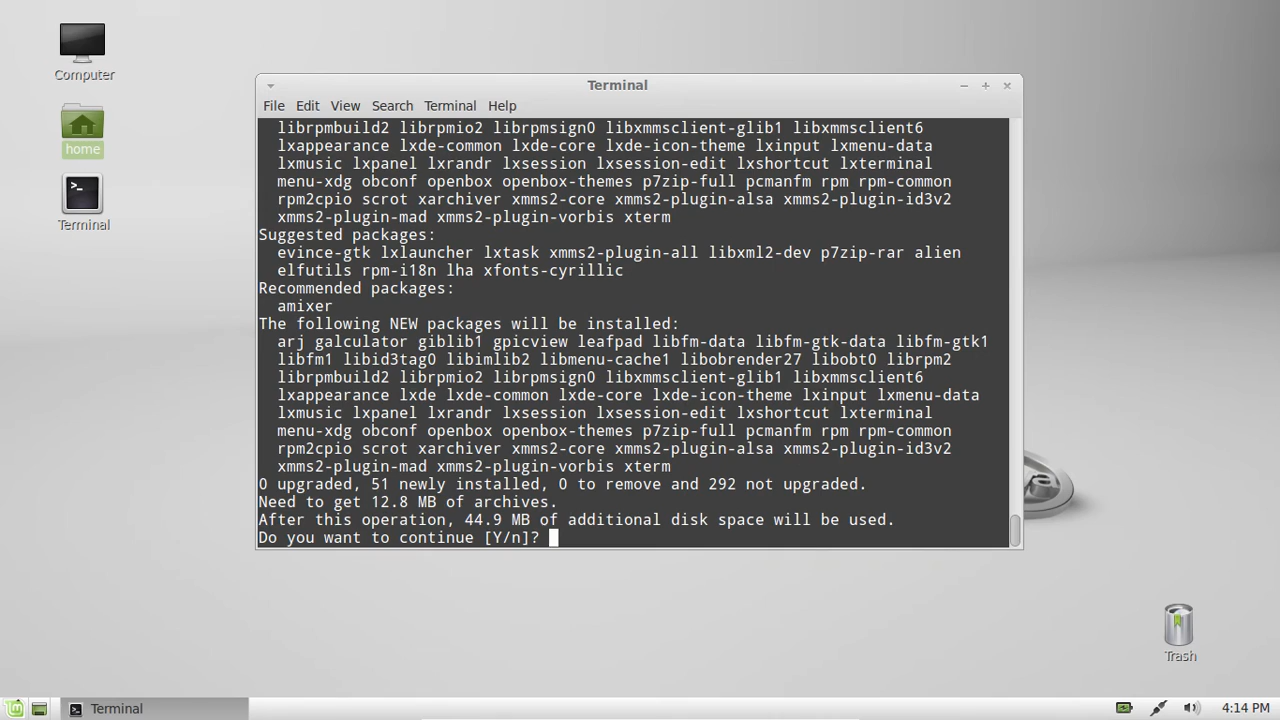 Computer
home
Terminal
Terminal
File Edit View Search Terminal Help
librpmbuild2 librpmio2 librpmsign0 libxmmsclient-glib1 libxmmsclient6
lxappearance lxde-common lxde-core lxde-icon-theme lxinput lxmenu-data
lxmusic lxpanel lxrandr lxsession lxsession-edit lxshortcut lxterminal
menu-xdg obconf openbox openbox-themes p7zip-full pcmanfm rpm rpm-common
rpm2cpio scrot xarchiver xmms2-core xmms2-plugin-alsa xmms2-plugin-id3v2
xmms2-plugin-mad xmms2-plugin-vorbis xterm
Suggested packages:
evince-gtk lxlauncher lxtask xmms2-plugin-all libxml2-dev p7zip-rar alien
elfutils rpm-i18n lha xfonts-cyrillic
Recommended packages:
amixer
The following NEW packages will be installed:
arj galculator giblib1 gpicview leafpad libfm-data libfm-gtk-data libfm-gtk1
libfm1 libid3tag0 libimlib2 libmenu-cache1 libobrender27 libobt0 librpm2
librpmbuild2 librpmio2 librpmsign0 libxmmsclient-glib1 libxmmsclient6
lxappearance lxde lxde-common lxde-core lxde-icon-theme lxinput lxmenu-data
lxmusic lxpanel lxrandr lxsession lxsession-edit lxshortcut lxterminal
menu-xdg obconf openbox openbox-themes p7zip-full pcmanfm rpm rpm-common
rpm2cpio scrot xarchiver xmms2-core xmms2-plugin-alsa xmms2-plugin-id3v2
xmms2-plugin-mad xmms2-plugin-vorbis xterm
0 upgraded, 51 newly installed, 0 to remove and 292 not upgraded.
Need to get 12.8 MB of archives.
After this operation, 44.9 MB of additional disk space will be used.
Do you want to continue [Y/n]?
Trash
Terminal
4:14 PM